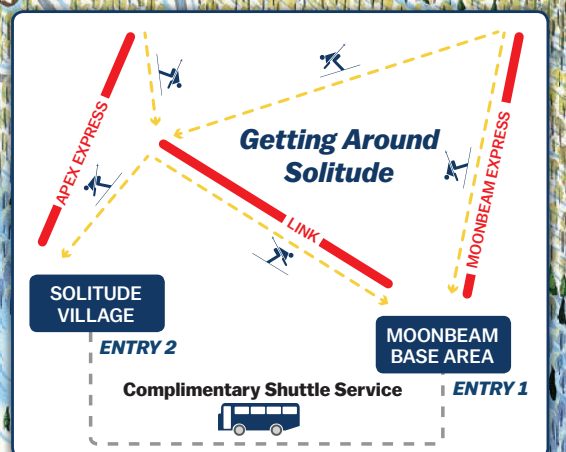 APEX EXPRESS
Getting Around
Solitude
MOONBEAM EXPRESS
LINK
SOLITUDE
VILLAGE
ENTRY 2
MOONBEAM
BASE AREA
ENTRY 1
Complimentary Shuttle Service